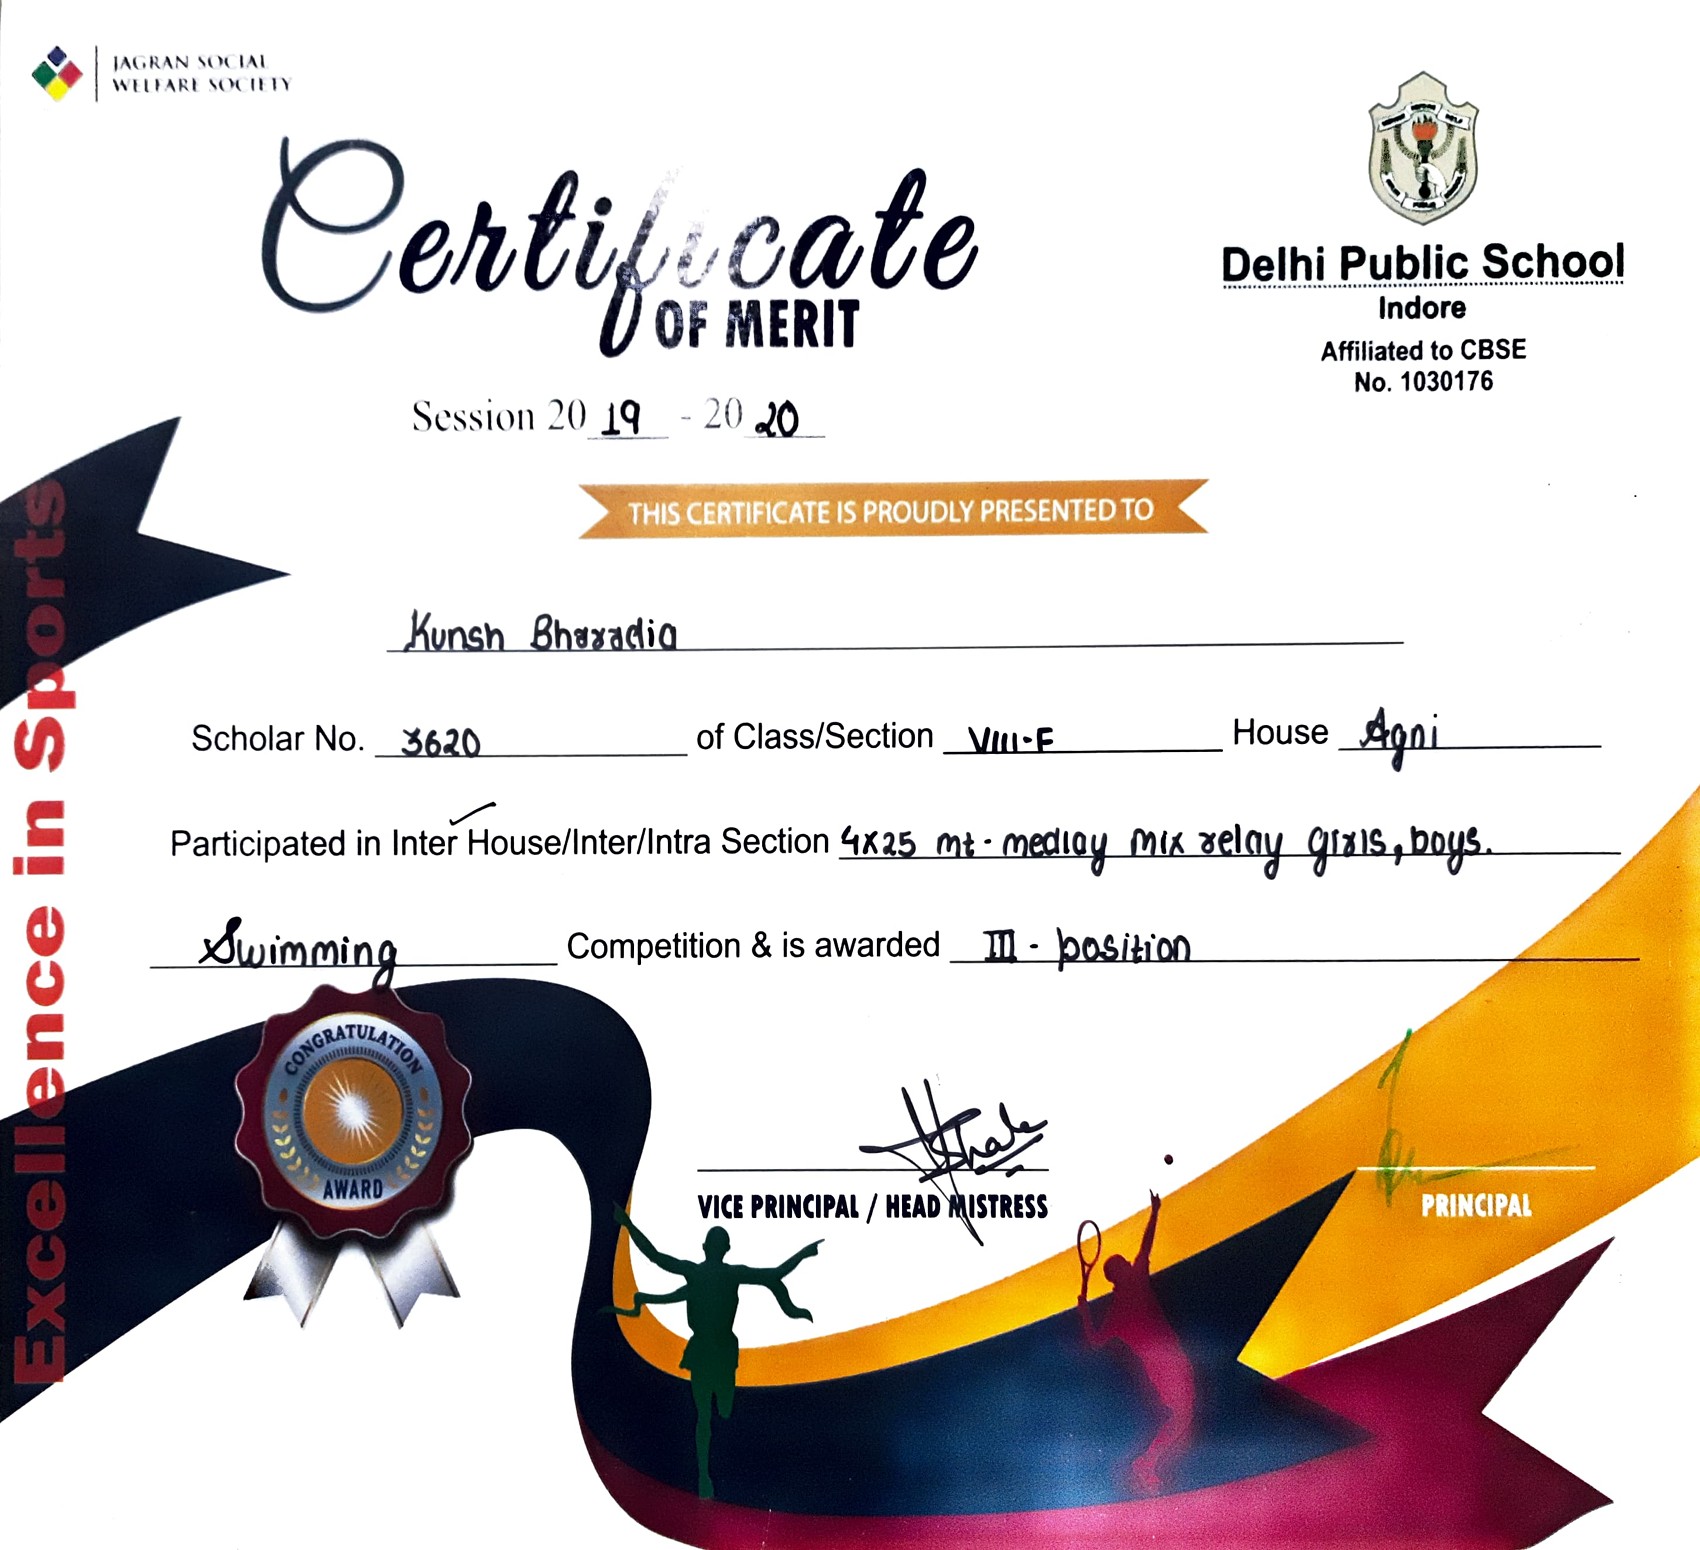 JAGRAN SOCIAL
WELFARE SOCIETY
Certificate
OF MERIT
Delhi Public School
Indore
Affiliated to CBSE
No. 1030176
Session 20 19 - 20 20
THIS CERTIFICATE IS PROUDLY PRESENTED TO
Kunsh Bharadia
Scholar No. 3620 of Class/Section VIII-F House Agni
Participated in Inter House/Inter/Intra Section 4x25 mt. medlay mix relay girls, boys.
Swimming Competition & is awarded III - position
Excellence in Sports
CONGRATULATION
AWARD
VICE PRINCIPAL / HEAD MISTRESS
PRINCIPAL